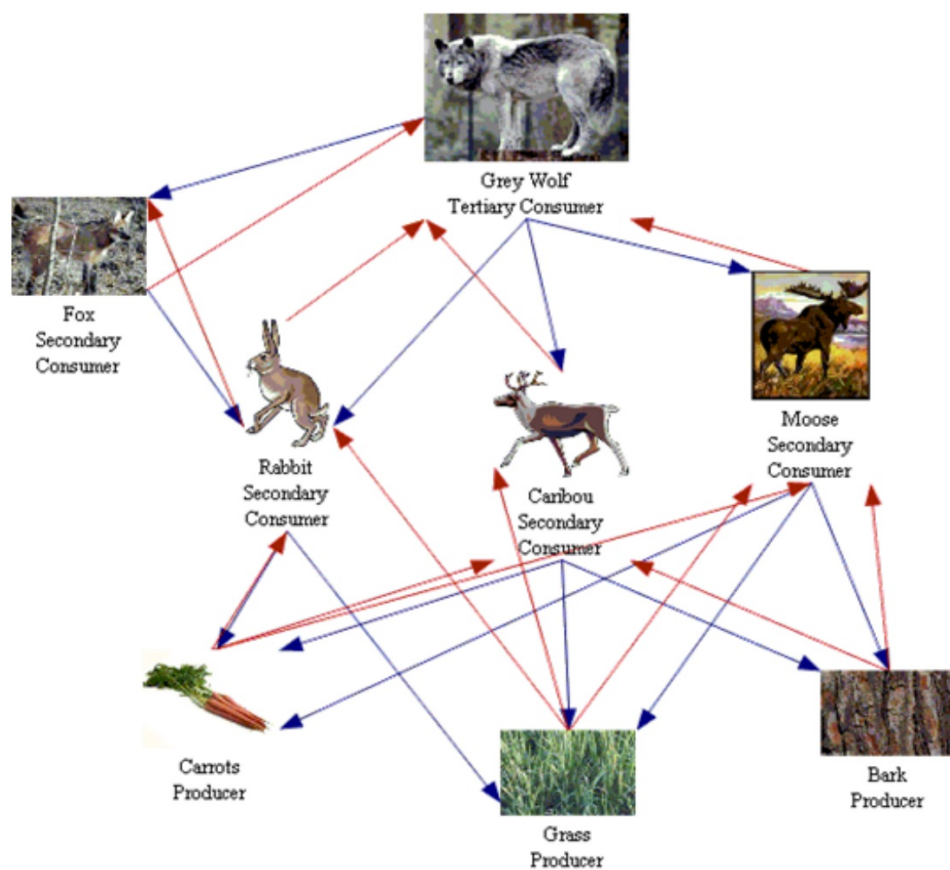 Grey Wolf
Tertiary Consumer
Fox
Secondary
Consumer
Moose
Secondary
Consumer
Rabbit
Secondary
Consumer
Caribou
Secondary
Consumer
Carrots
Producer
Bark
Producer
Grass
Producer